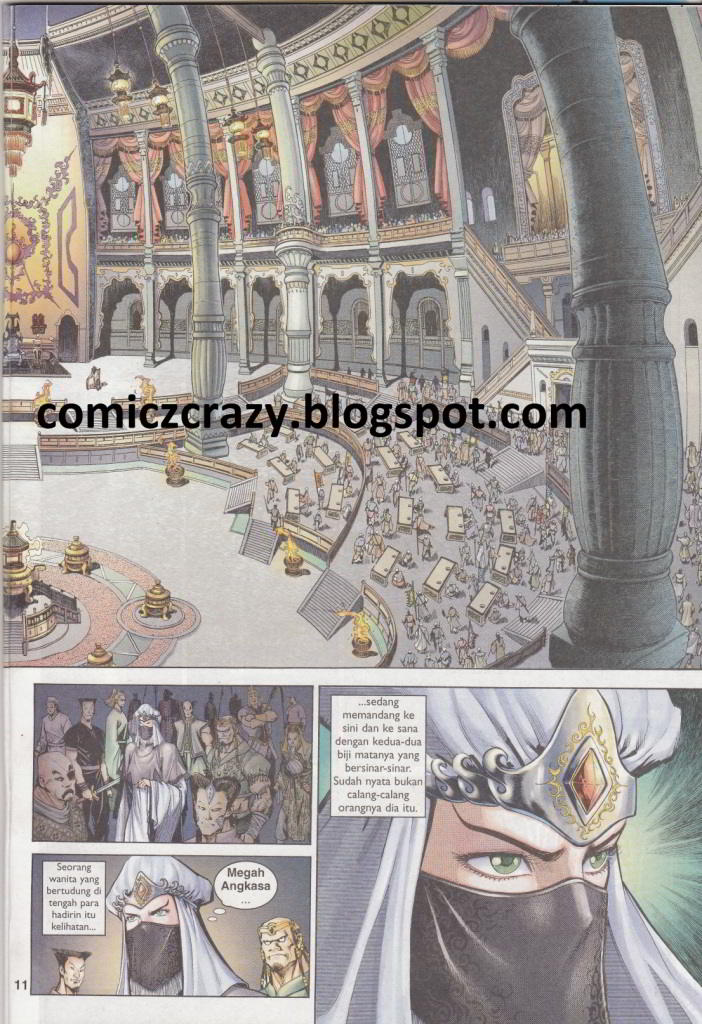 comiczcrazy.blogspot.com
Seorang
wanita yang
bertudung di
tengah para
hadirin itu
kelihatan...
Megah
Angkasa
...
...sedang
memandang ke
sini dan ke sana
dengan kedua-dua
biji matanya yang
bersinar-sinar.
Sudah nyata bukan
calang-calang
orangnya dia itu.
11